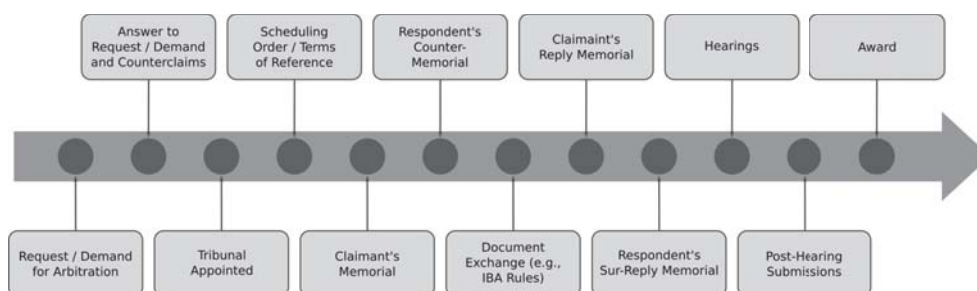 Answer to
Request / Demand
and Counterclaims
Scheduling
Order / Terms
of Reference
Respondent's
Counter-
Memorial
Claimaint's
Reply Memorial
Hearings
Award
Request / Demand
for Arbitration
Tribunal
Appointed
Claimant's
Memorial
Document
Exchange (e.g.,
IBA Rules)
Respondent's
Sur-Reply Memorial
Post-Hearing
Submissions